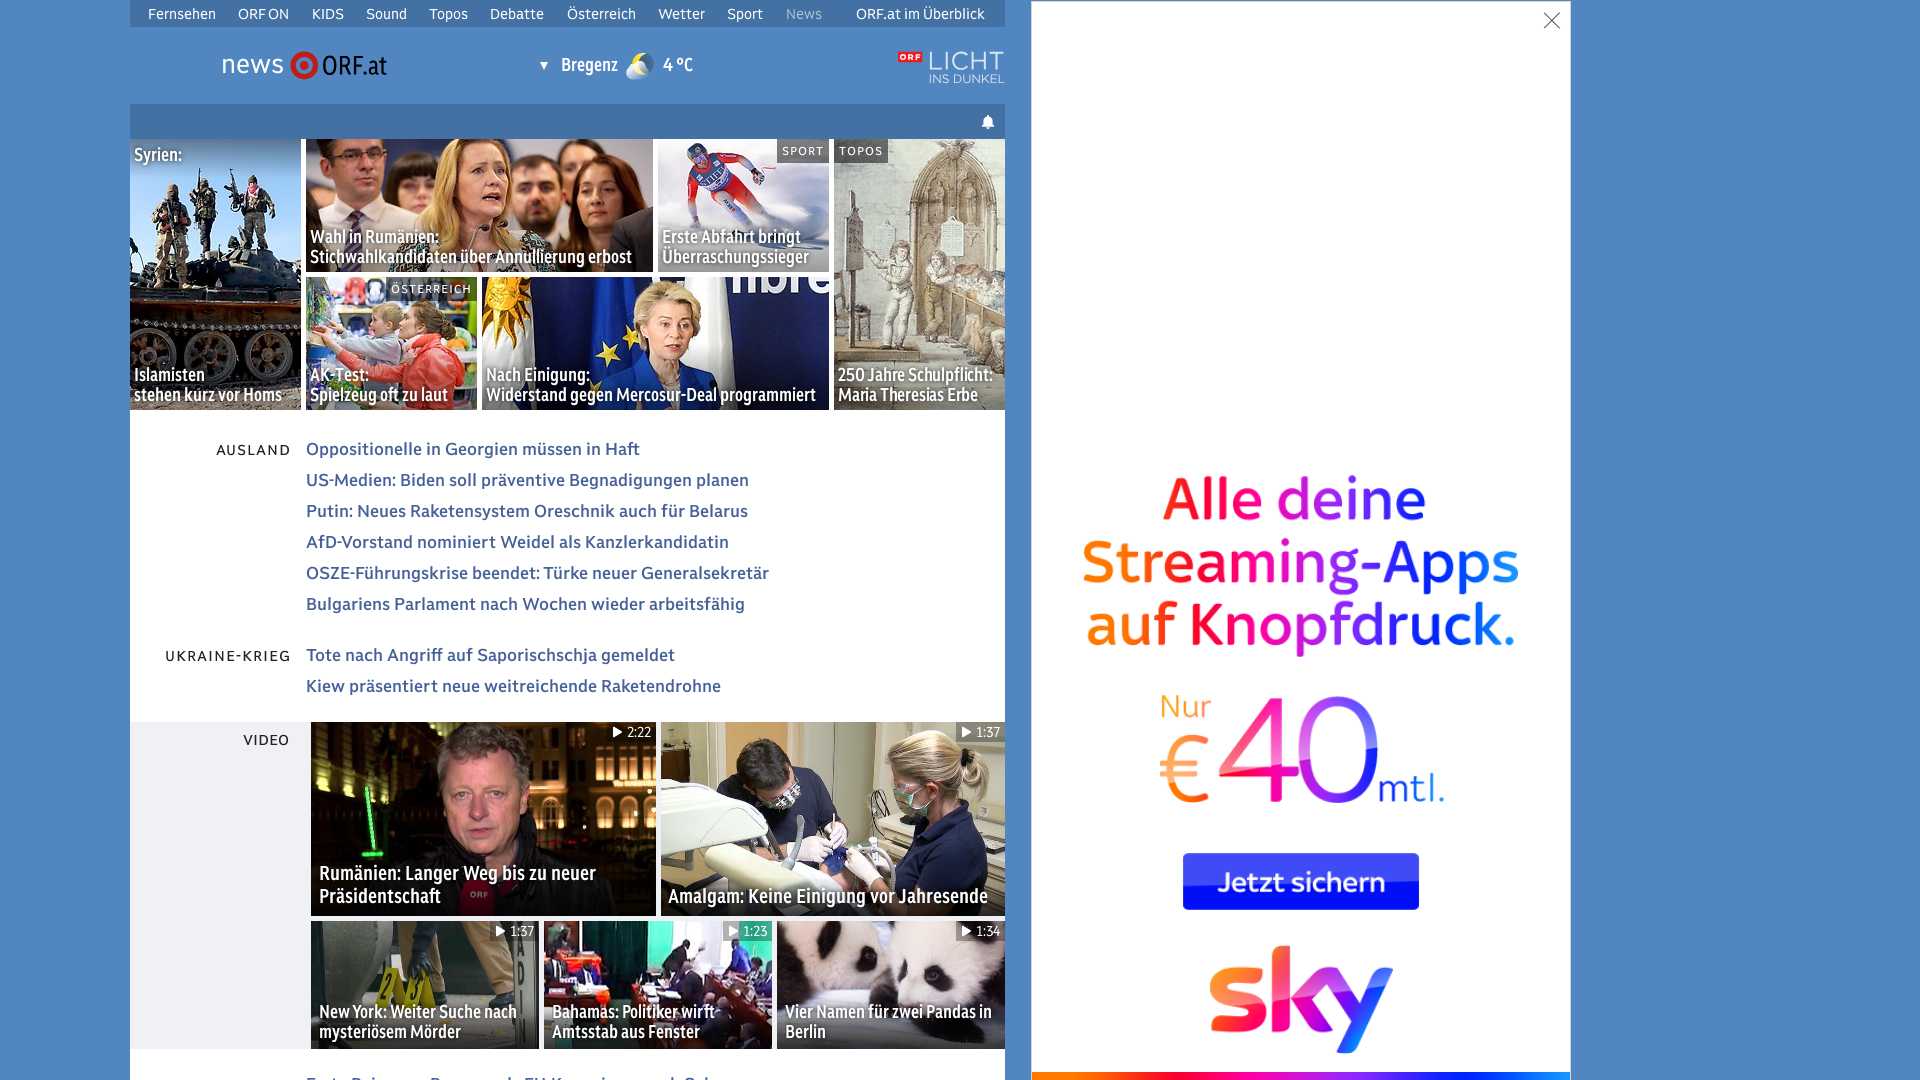 Fernsehen ORF ON KIDS Sound Topos Debatte Österreich Wetter Sport News ORF.at im Überblick
news ORF.at
▼ Bregenz 4 °C
ORF LICHT
INS DUNKEL
Syrien:
Islamisten
stehen kurz vor Homs
Wahl in Rumänien:
Stichwahlkandidaten über Annullierung erbost
SPORT
Erste Abfahrt bringt
Überraschungssieger
TOPOS
250 Jahre Schulpflicht:
Maria Theresias Erbe
ÖSTERREICH
AK-Test:
Spielzeug oft zu laut
Nach Einigung:
Widerstand gegen Mercosur-Deal programmiert
AUSLAND
Oppositionelle in Georgien müssen in Haft
US-Medien: Biden soll präventive Begnadigungen planen
Putin: Neues Raketensystem Oreschnik auch für Belarus
AfD-Vorstand nominiert Weidel als Kanzlerkandidatin
OSZE-Führungskrise beendet: Türke neuer Generalsekretär
Bulgariens Parlament nach Wochen wieder arbeitsfähig
UKRAINE-KRIEG
Tote nach Angriff auf Saporischschja gemeldet
Kiew präsentiert neue weitreichende Raketendrohne
VIDEO
2:22
Rumänien: Langer Weg bis zu neuer
Präsidentschaft
1:37
Amalgam: Keine Einigung vor Jahresende
1:37
New York: Weiter Suche nach
mysteriösem Mörder
1:23
Bahamas: Politiker wirft
Amtsstab aus Fenster
1:34
Vier Namen für zwei Pandas in
Berlin
Alle deine
Streaming-Apps
auf Knopfdruck.
Nur
€40 mtl.
Jetzt sichern
sky